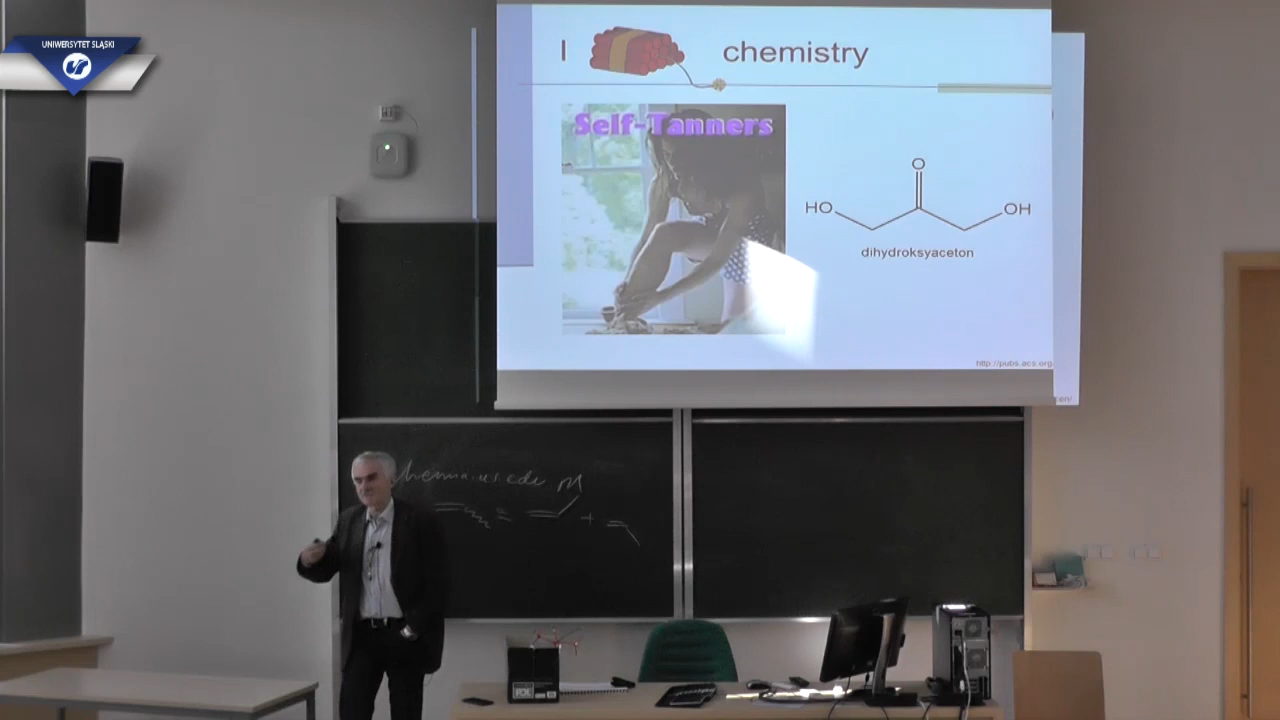 UNIWERSYTET ŚLĄSKI
I chemistry
Self-Tanners
O
HO OH
dihydroksyaceton
http://pubs.acs.org